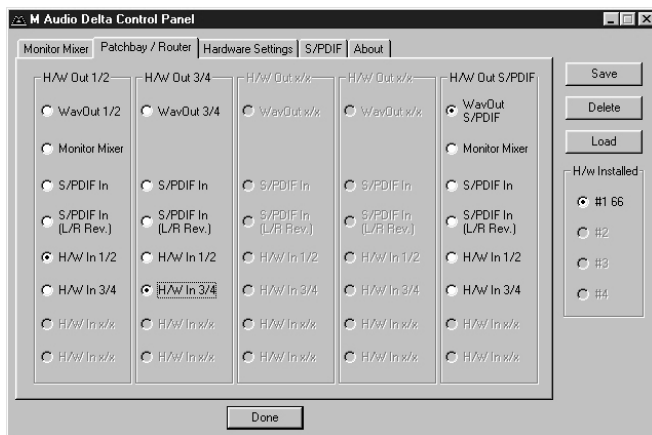 M Audio Delta Control Panel
Monitor Mixer
Patchbay / Router
Hardware Settings
S/PDIF
About
H/W Out 1/2
WavOut 1/2
Monitor Mixer
S/PDIF In
S/PDIF In
(L/R Rev.)
H/W In 1/2
H/W In 3/4
H/W In x/x
H/W In x/x
H/W Out 3/4
WavOut 3/4
S/PDIF In
S/PDIF In
(L/R Rev.)
H/W In 1/2
H/W In 3/4
H/W In x/x
H/W In x/x
H/W Out x/x
WavOut x/x
S/PDIF In
S/PDIF In
(L/R Rev.)
H/W In 1/2
H/W In 3/4
H/W In x/x
H/W In x/x
H/W Out x/x
WavOut x/x
S/PDIF In
S/PDIF In
(L/R Rev.)
H/W In 1/2
H/W In 3/4
H/W In x/x
H/W In x/x
H/W Out S/PDIF
WavOut
S/PDIF
Monitor Mixer
S/PDIF In
S/PDIF In
(L/R Rev.)
H/W In 1/2
H/W In 3/4
H/W In x/x
H/W In x/x
Save
Delete
Load
H/w Installed
#1 66
#2
#3
#4
Done